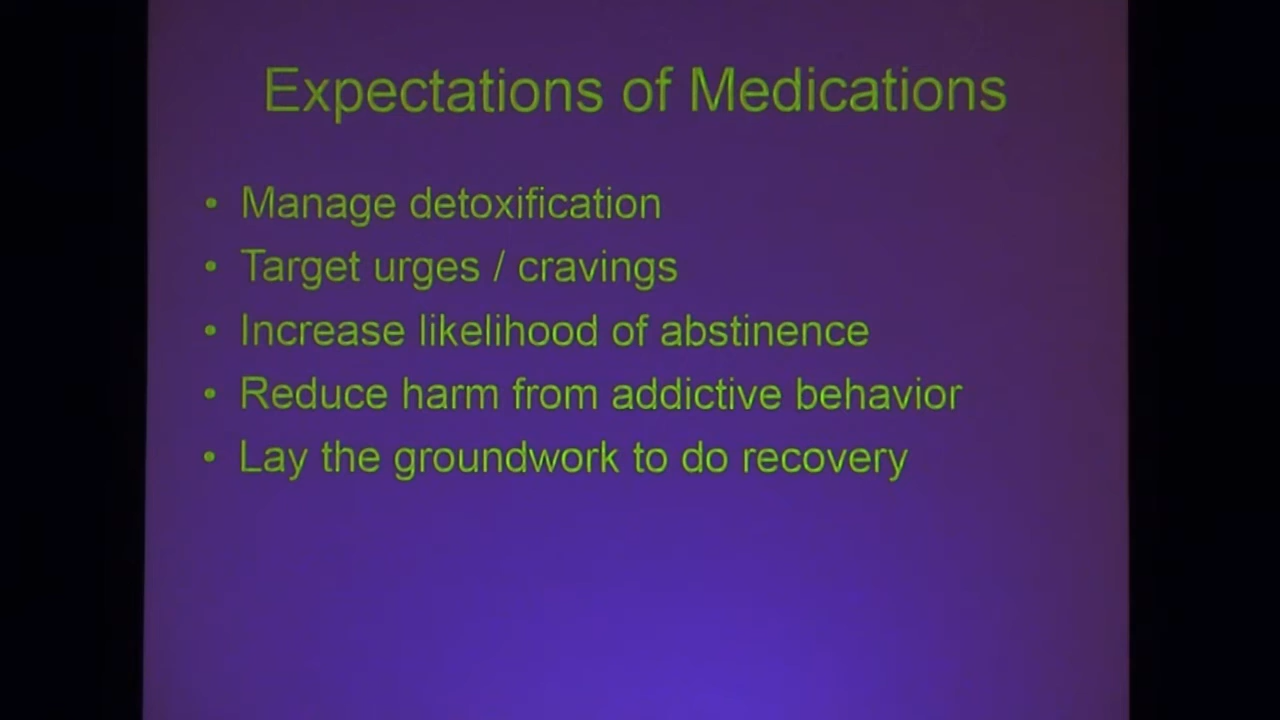 Expectations of Medications
• Manage detoxification
• Target urges / cravings
• Increase likelihood of abstinence
• Reduce harm from addictive behavior
• Lay the groundwork to do recovery